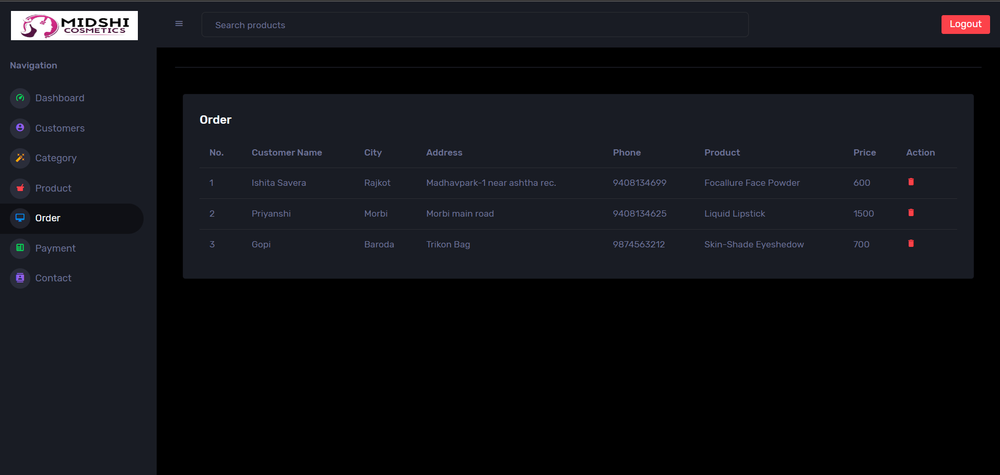 MIDSHI
COSMETICS
Search products
Logout
Navigation
Dashboard
Customers
Category
Product
Order
Payment
Contact
Order
No. Customer Name City Address Phone Product Price Action
1 Ishita Savera Rajkot Madhavpark-1 near ashtha rec. 9408134699 Focallure Face Powder 600
2 Priyanshi Morbi Morbi main road 9408134625 Liquid Lipstick 1500
3 Gopi Baroda Trikon Bag 9874563212 Skin-Shade Eyeshedow 700